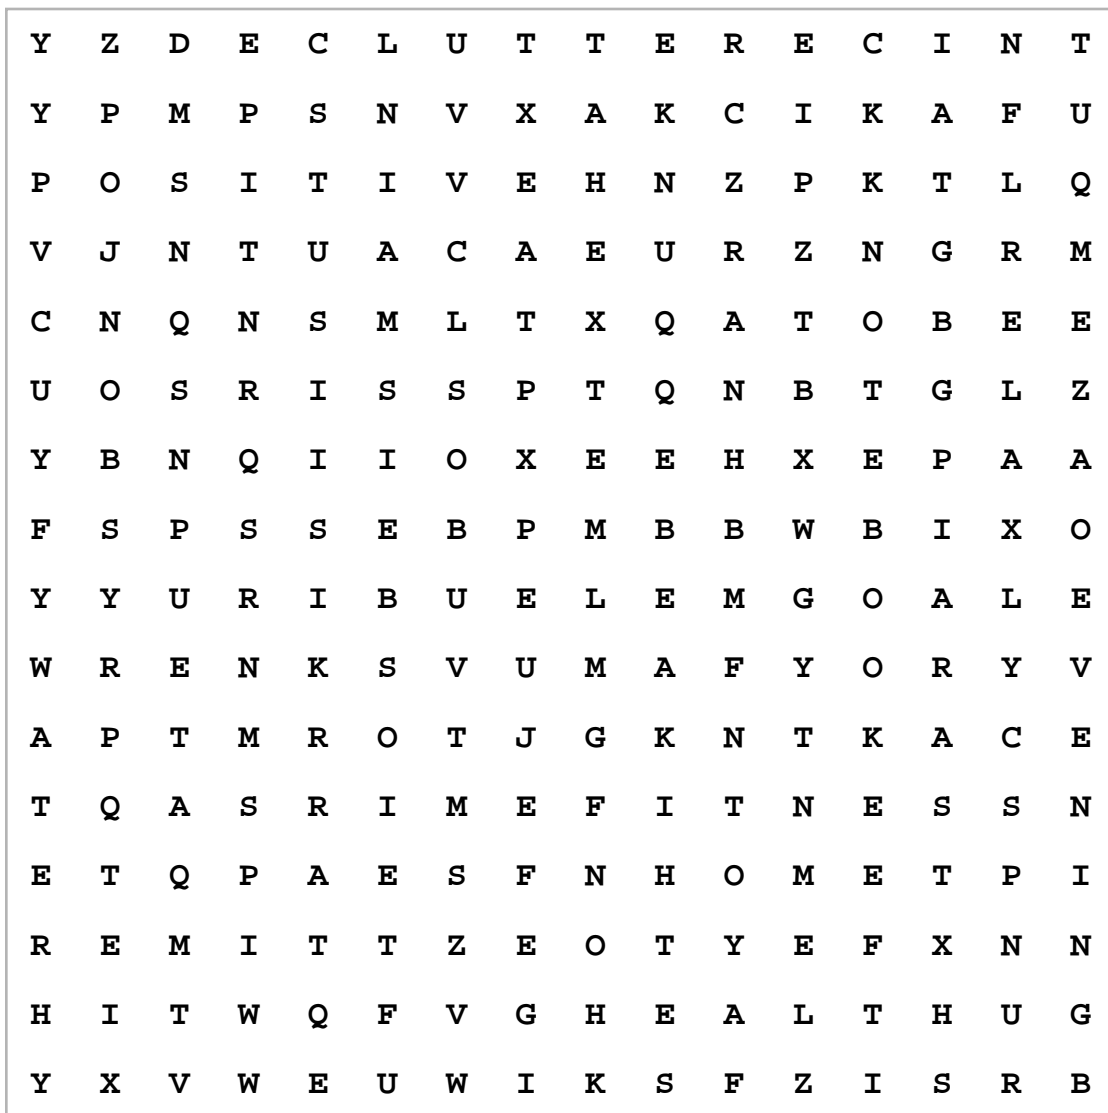 Y Z D E C L U T T E R E C I N T
Y P M P S N V X A K C I K A F U
P O S I T I V E H N Z P K T L Q
V J N T U A C A E U R Z N G R M
C N Q N S M L T X Q A T O B E E
U O S R I S S P T Q N B T G L Z
Y B N Q I I O X E E H X E P A A
F S P S S E B P M B B W B I X O
Y Y U R I B U E L E M G O A L E
W R E N K S V U M A F Y O R Y V
A P T M R O T J G K N T K A C E
T Q A S R I M E F I T N E S S N
E T Q P A E S F N H O M E T P I
R E M I T T Z E O T Y E F X N N
H I T W Q F V G H E A L T H U G
Y X V W E U W I K S F Z I S R B